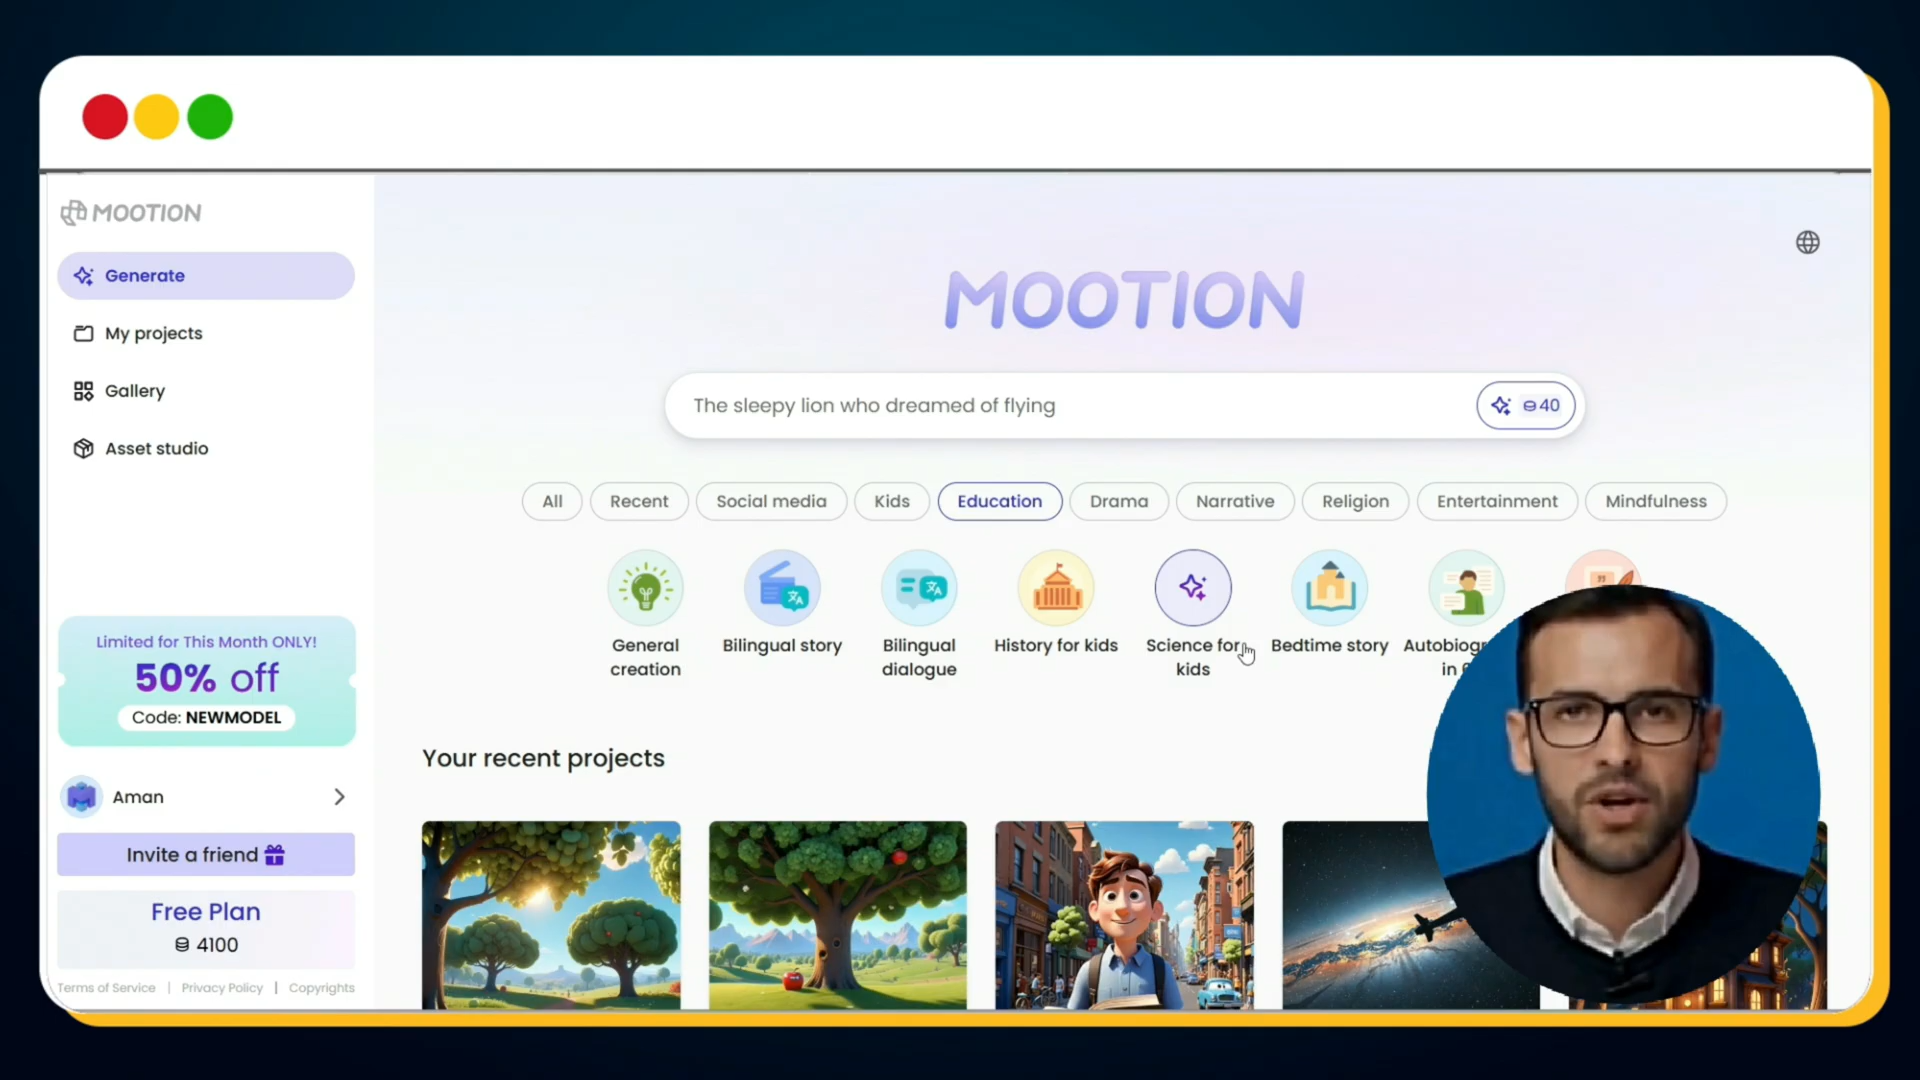 MOOTION
Generate
My projects
Gallery
Asset studio
Limited for This Month ONLY!
50% off
Code: NEWMODEL
Aman
Invite a friend
Free Plan
4100
Terms of Service | Privacy Policy | Copyrights
MOOTION
The sleepy lion who dreamed of flying
40
All
Recent
Social media
Kids
Education
Drama
Narrative
Religion
Entertainment
Mindfulness
General
creation
Bilingual story
Bilingual
dialogue
History for kids
Science for
kids
Bedtime story
in
Your recent projects